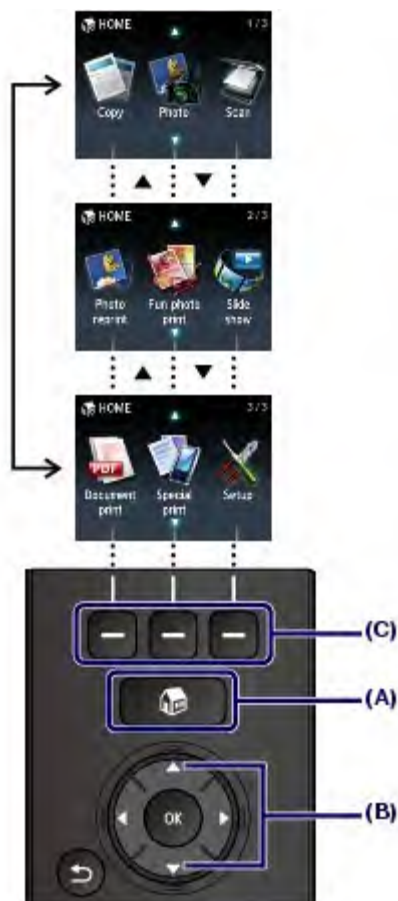 HOME 1/3
Copy Photo Scan
HOME 2/3
Photo reprint Fun photo print Slide show
HOME 3/3
PDF
Document print Special print Setup
(C)
(A)
OK
(B)